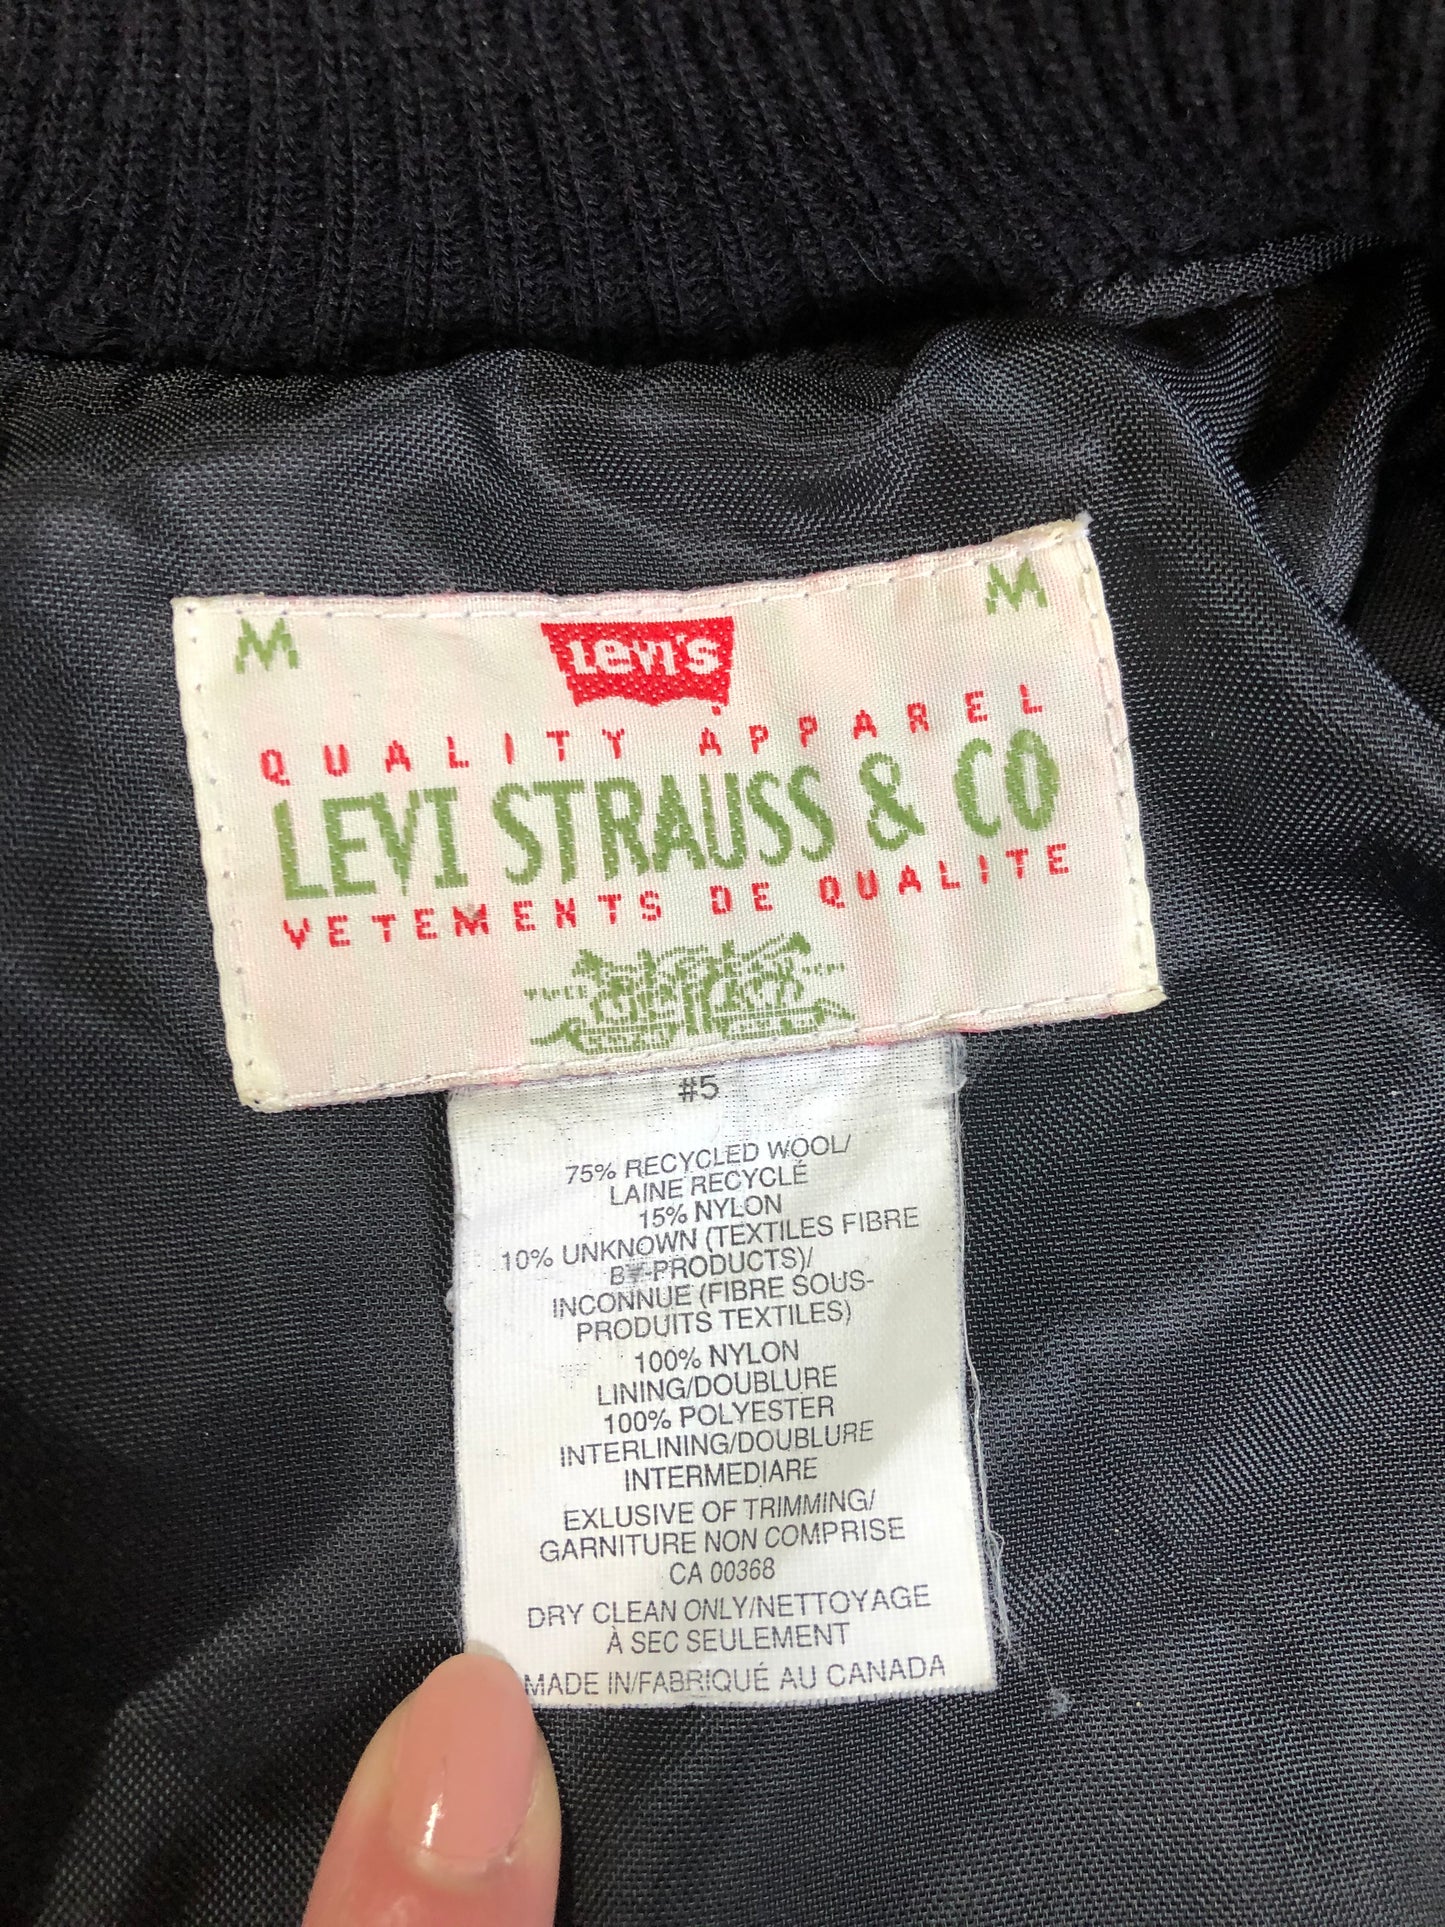 M M
Levi's
QUALITY APPAREL
LEVI STRAUSS & CO
VETEMENTS DE QUALITE
#5
75% RECYCLED WOOL/
LAINE RECYCLÉ
15% NYLON
10% UNKNOWN (TEXTILES FIBRE
BY-PRODUCTS)/
INCONNUE (FIBRE SOUS-
PRODUITS TEXTILES)
100% NYLON
LINING/DOUBLURE
100% POLYESTER
INTERLINING/DOUBLURE
INTERMEDIARE
EXLUSIVE OF TRIMMING/
GARNITURE NON COMPRISE
CA 00368
DRY CLEAN ONLY/NETTOYAGE
À SEC SEULEMENT
MADE IN/FABRIQUÉ AU CANADA